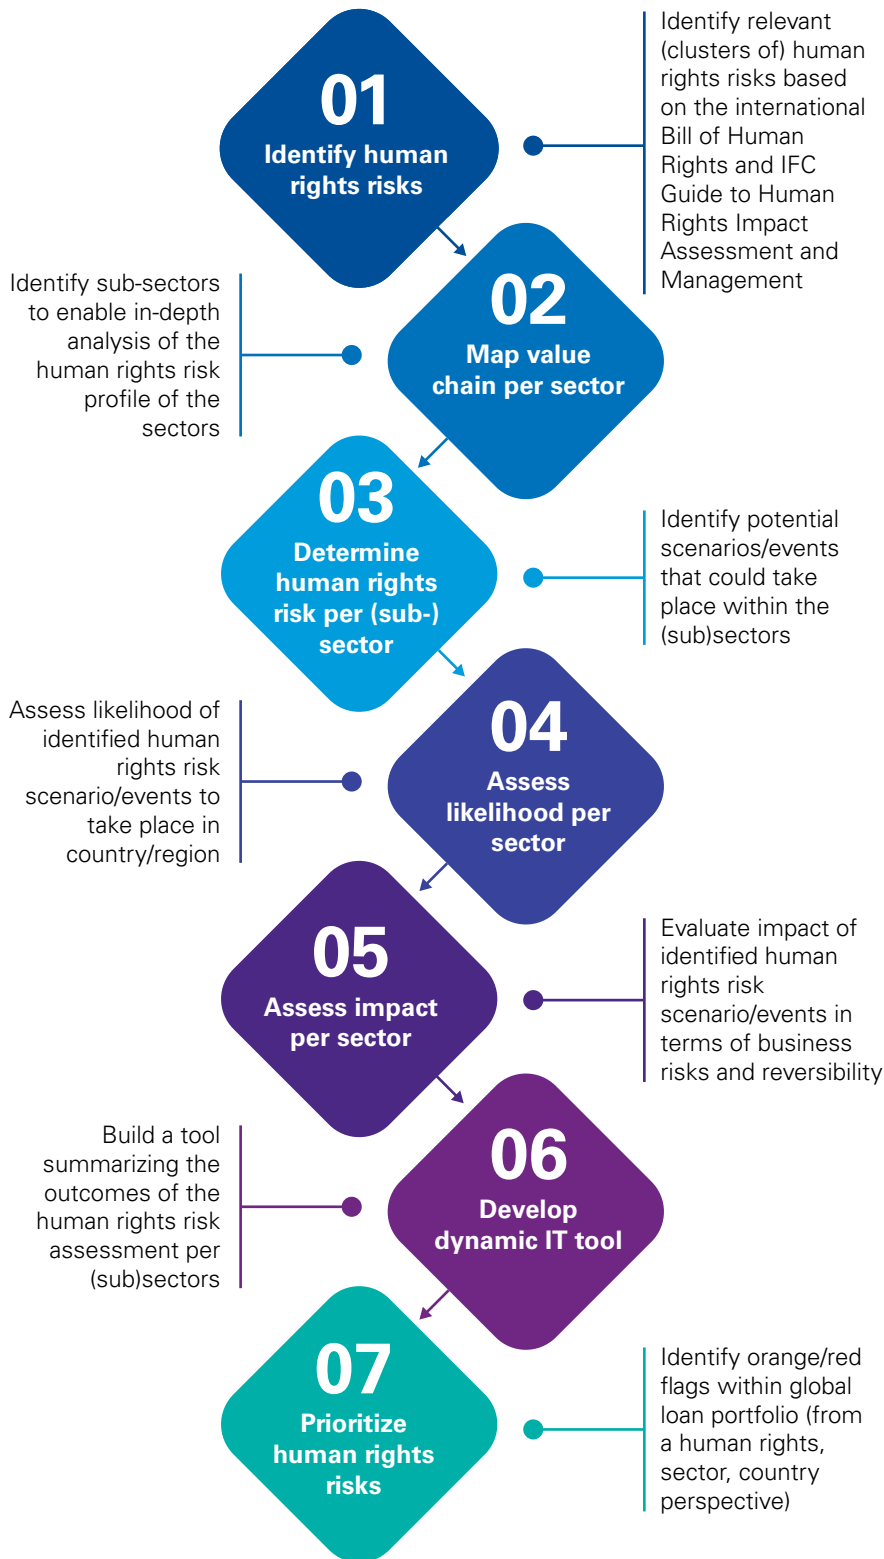 01
Identify human
rights risks
Identify relevant
(clusters of) human
rights risks based
on the international
Bill of Human
Rights and IFC
Guide to Human
Rights Impact
Assessment and
Management
02
Map value
chain per sector
Identify sub-sectors
to enable in-depth
analysis of the
human rights risk
profile of the
sectors
03
Determine
human rights
risk per (sub-)
sector
Identify potential
scenarios/events
that could take
place within the
(sub)sectors
04
Assess
likelihood per
sector
Assess likelihood of
identified human
rights risk
scenario/events to
take place in
country/region
05
Assess impact
per sector
Evaluate impact of
identified human
rights risk
scenario/events in
terms of business
risks and reversibility
06
Develop
dynamic IT tool
Build a tool
summarizing the
outcomes of the
human rights risk
assessment per
(sub)sectors
07
Prioritize
human rights
risks
Identify orange/red
flags within global
loan portfolio (from
a human rights,
sector, country
perspective)